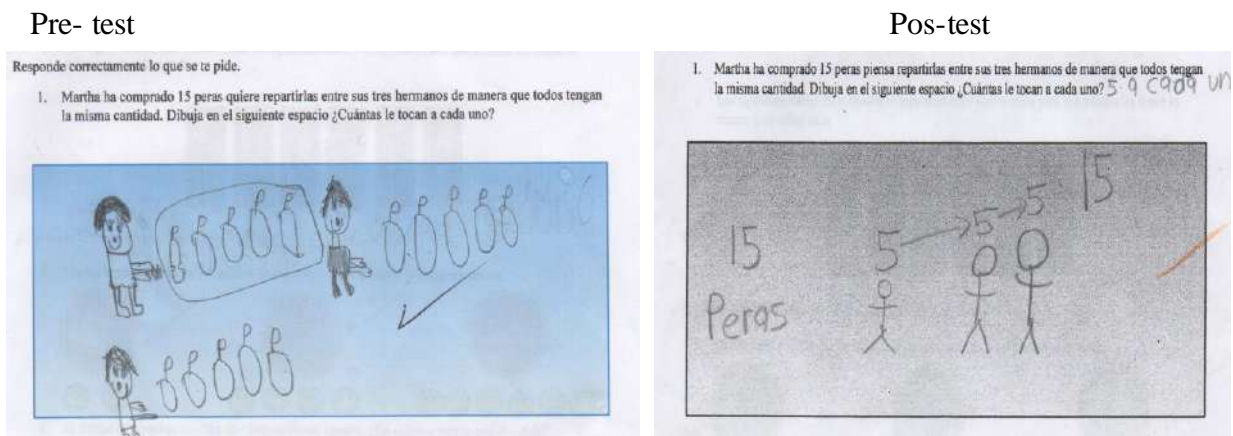 Pre- test
Responde correctamente lo que se te pide.
1. Martha ha comprado 15 peras quiere repartirlas entre sus tres hermanos de manera que todos tengan
la misma cantidad. Dibuja en el siguiente espacio ¿Cuántas le tocan a cada uno?
Pos-test
1. Martha ha comprado 15 peras piensa repartirlas entre sus tres hermanos de manera que todos tengan
la misma cantidad. Dibuja en el siguiente espacio ¿Cuántas le tocan a cada uno? 5 a cada un
15
Peras
5 5 5
15